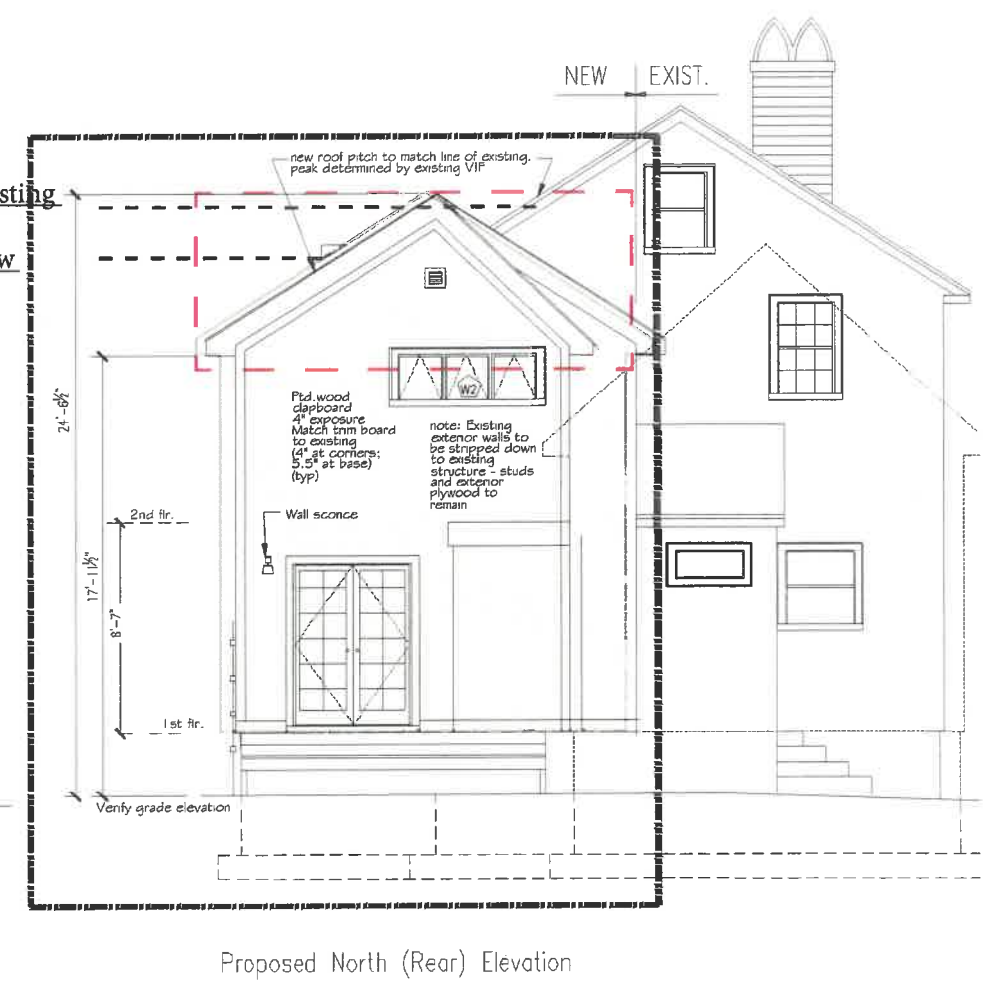 NEW EXIST.
new roof pitch to match line of existing.
peak determined by existing VIF
sting
w
24'-6½"
17'-11½"
8'-7"
W2
Ptd.wood
clapboard
4" exposure
Match trim board
to existing
(4" at corners;
5.5" at base)
(typ)
note: Existing
exterior walls to
be stripped down
to existing
structure - studs
and exterior
plywood to
remain
2nd flr.
Wall sconce
1st flr.
Verify grade elevation
Proposed North (Rear) Elevation